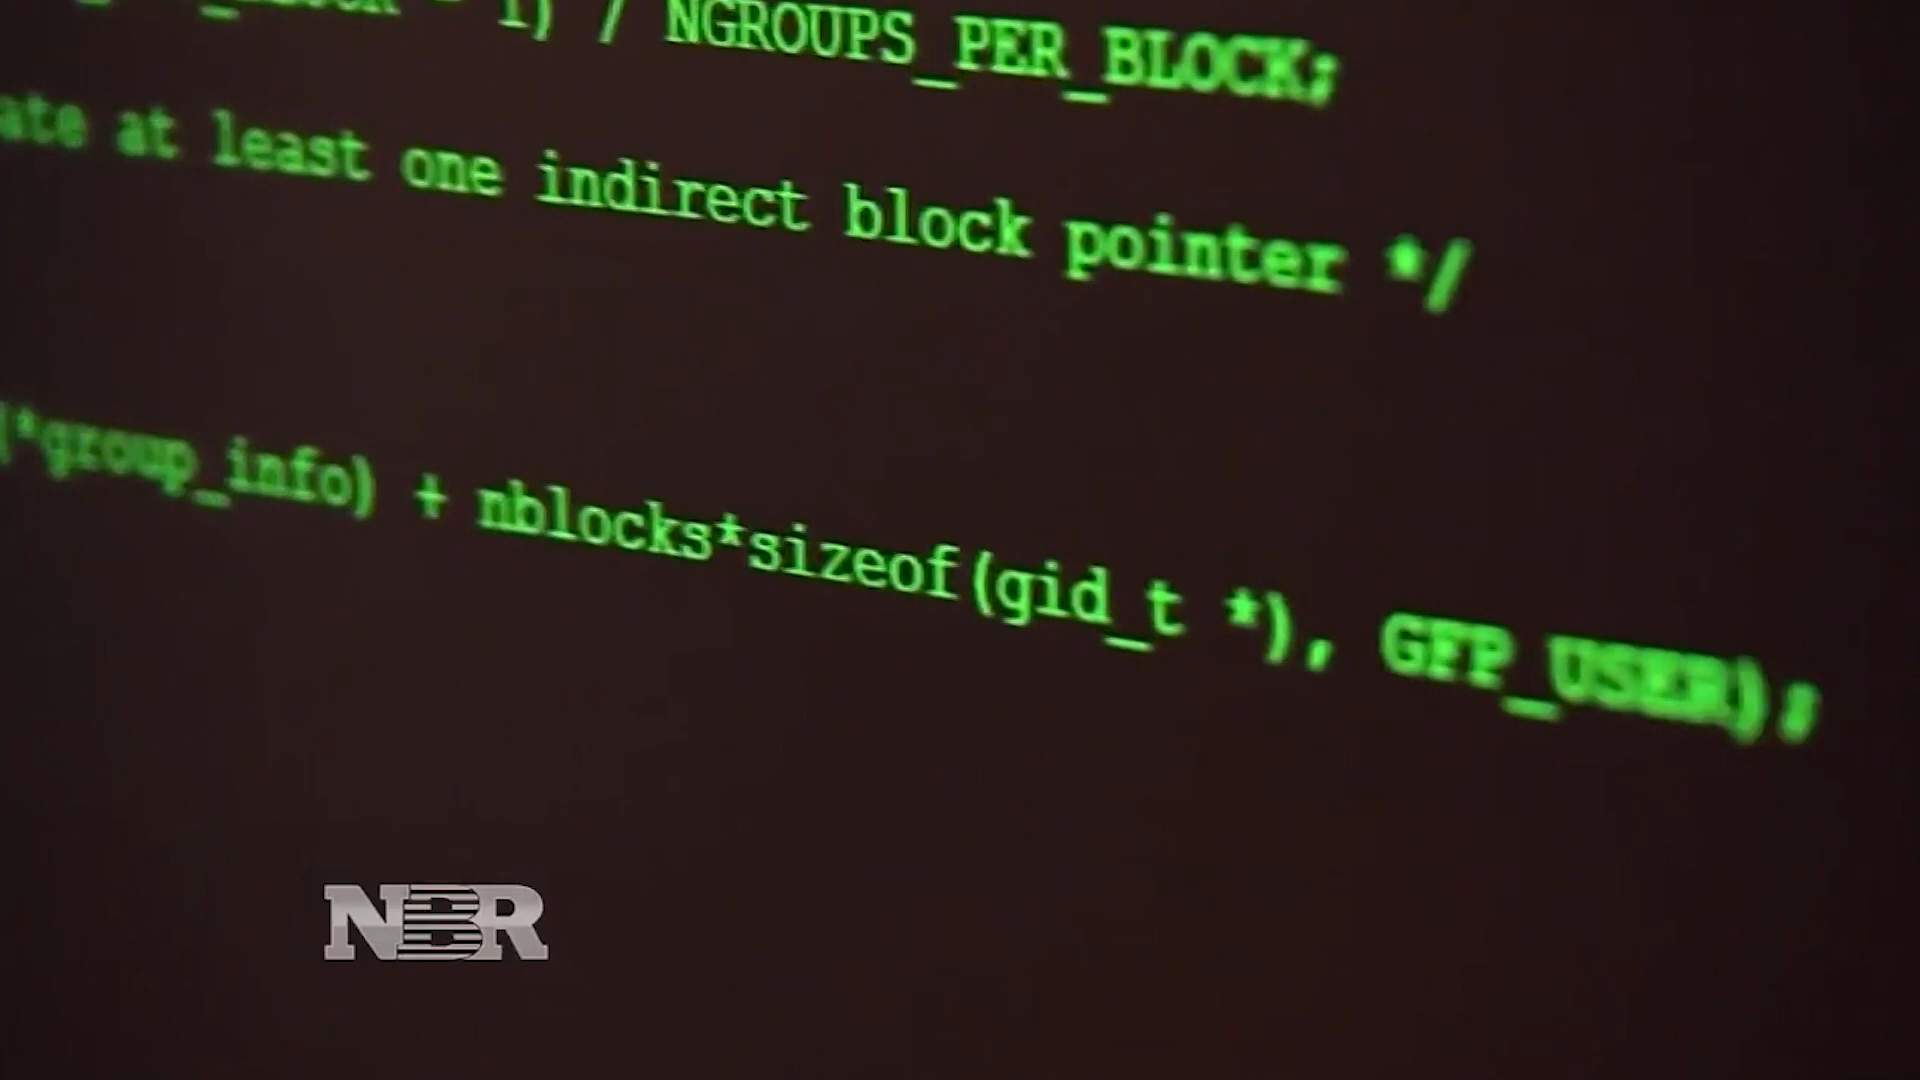 1) / NGROUPS_PER_BLOCK;
at least one indirect block pointer */
(*group_info) + nblocks*sizeof(gid_t *), GFP_USER);
NBR